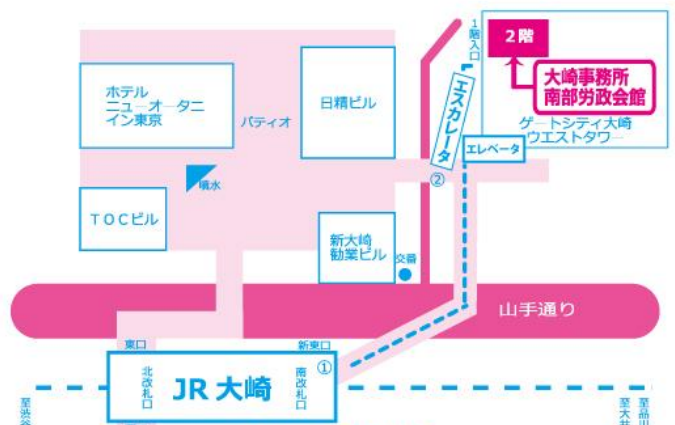 1階入口
2階
大崎事務所
南部労政会館
ゲートシティ大崎
ウエストタワー
エスカレータ
エレベータ
②
ホテル
ニューオータニ
イン東京
パティオ
日精ビル
噴水
TOCビル
新大崎
勧業ビル
交番
山手通り
東口
新東口
①
北改札口
JR 大崎
南改札口
至渋谷
至大井
至品川